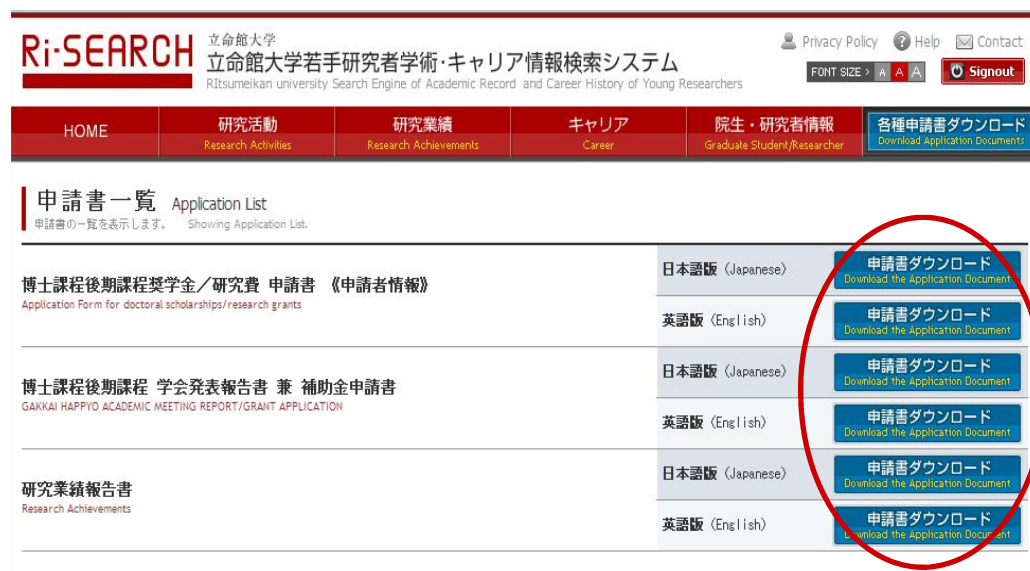 Ri-SEARCH
立命館大学
立命館大学若手研究者学術・キャリア情報検索システム
RItsumeikan university Search Engine of Academic Record and Career History of Young Researchers
Privacy Policy Help Contact
FONT SIZE > A A A Signout
HOME
研究活動
Research Activities
研究業績
Research Achievements
キャリア
Career
院生・研究者情報
Graduate Student/Researcher
各種申請書ダウンロード
Download Application Documents
申請書一覧 Application List
申請書の一覧を表示します。 Showing Application List.
博士課程後期課程奨学金／研究費 申請書 《申請者情報》
Application Form for doctoral scholarships/research grants
日本語版 (Japanese)
申請書ダウンロード
Download the Application Document
英語版 (English)
申請書ダウンロード
Download the Application Document
博士課程後期課程 学会発表報告書 兼 補助金申請書
GAKKAI HAPPYO ACADEMIC MEETING REPORT/GRANT APPLICATION
日本語版 (Japanese)
申請書ダウンロード
Download the Application Document
英語版 (English)
申請書ダウンロード
Download the Application Document
研究業績報告書
Research Achievements
日本語版 (Japanese)
申請書ダウンロード
Download the Application Document
英語版 (English)
申請書ダウンロード
Download the Application Document